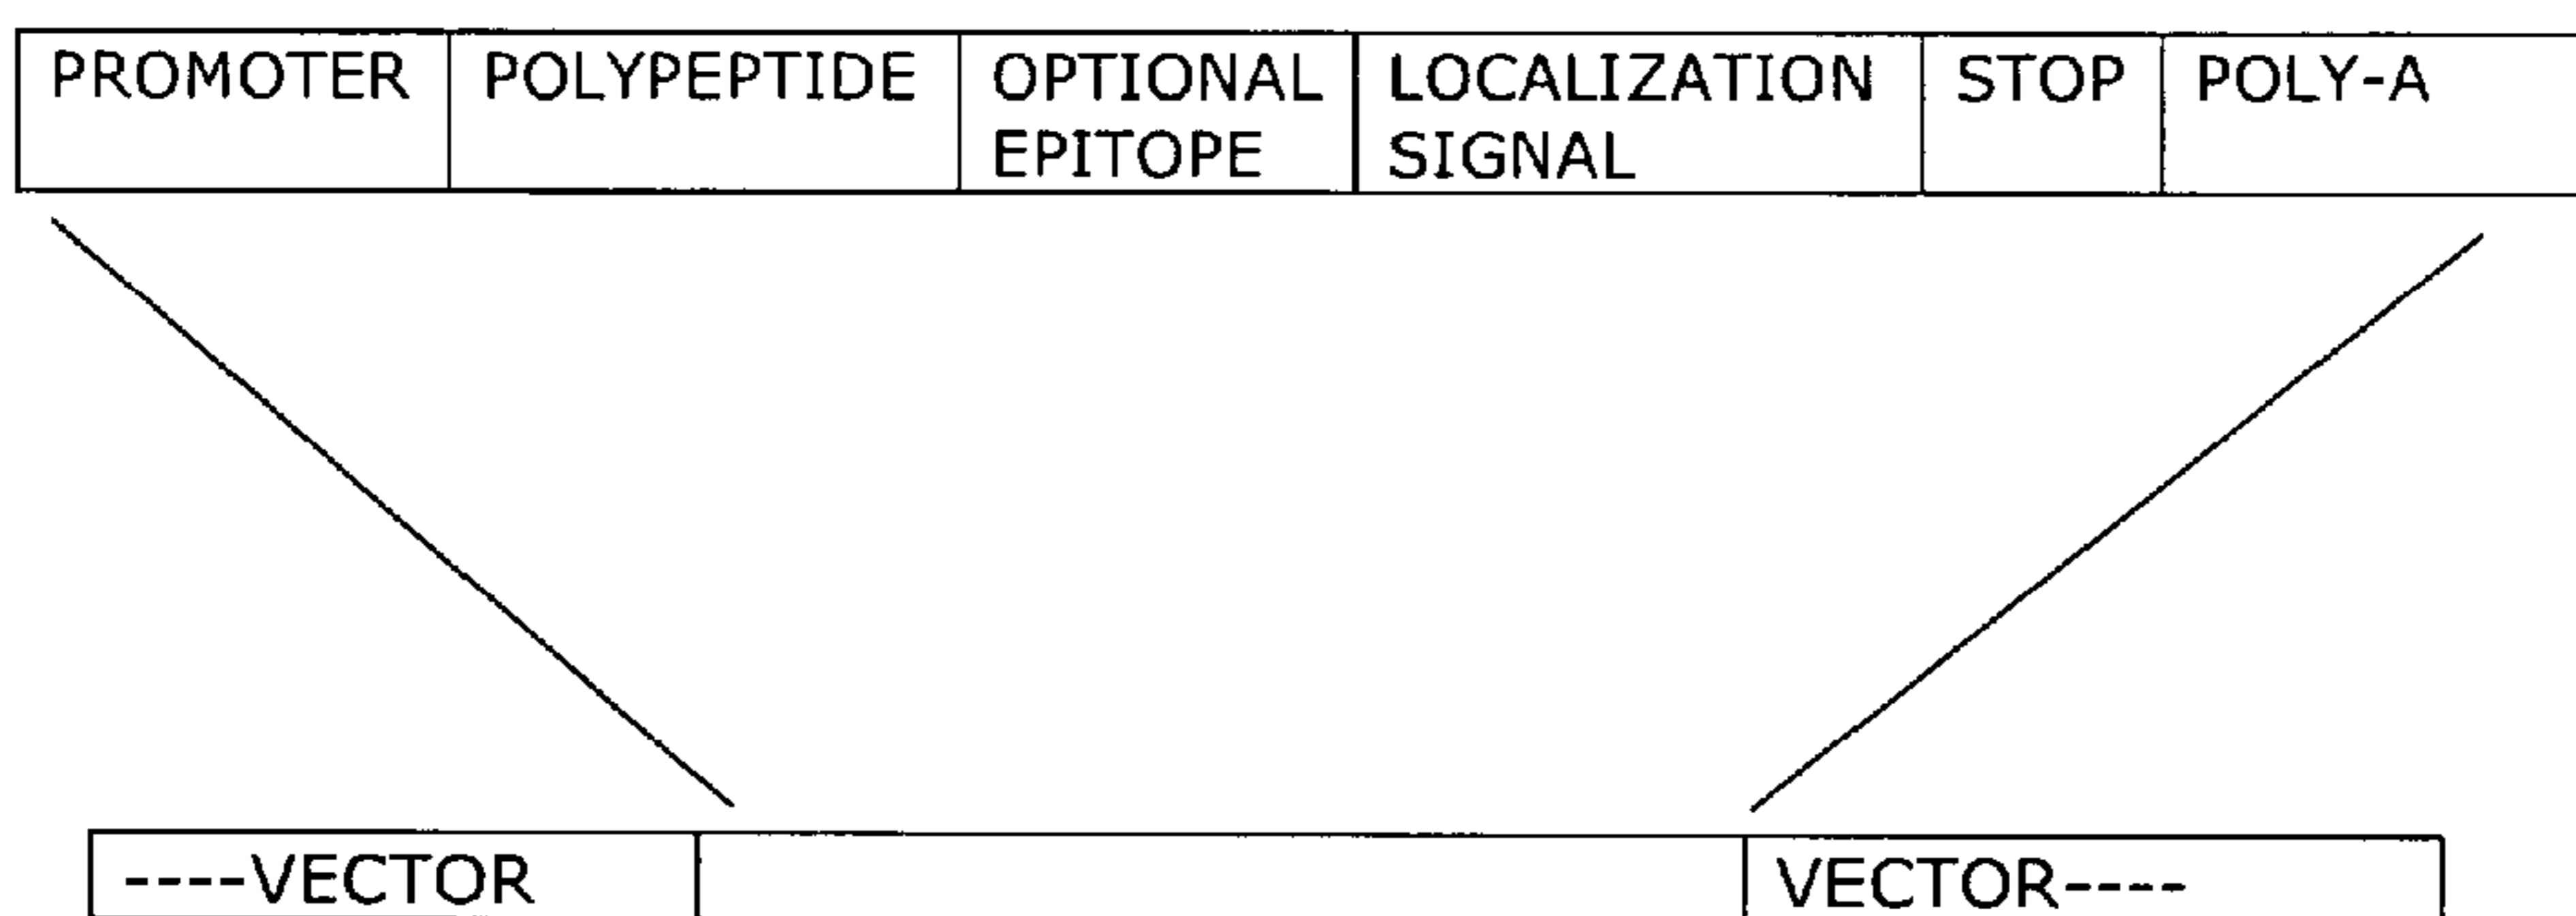 PROMOTER POLYPEPTIDE OPTIONAL LOCALIZATION STOP POLY-A
EPITOPE SIGNAL
----VECTOR VECTOR----